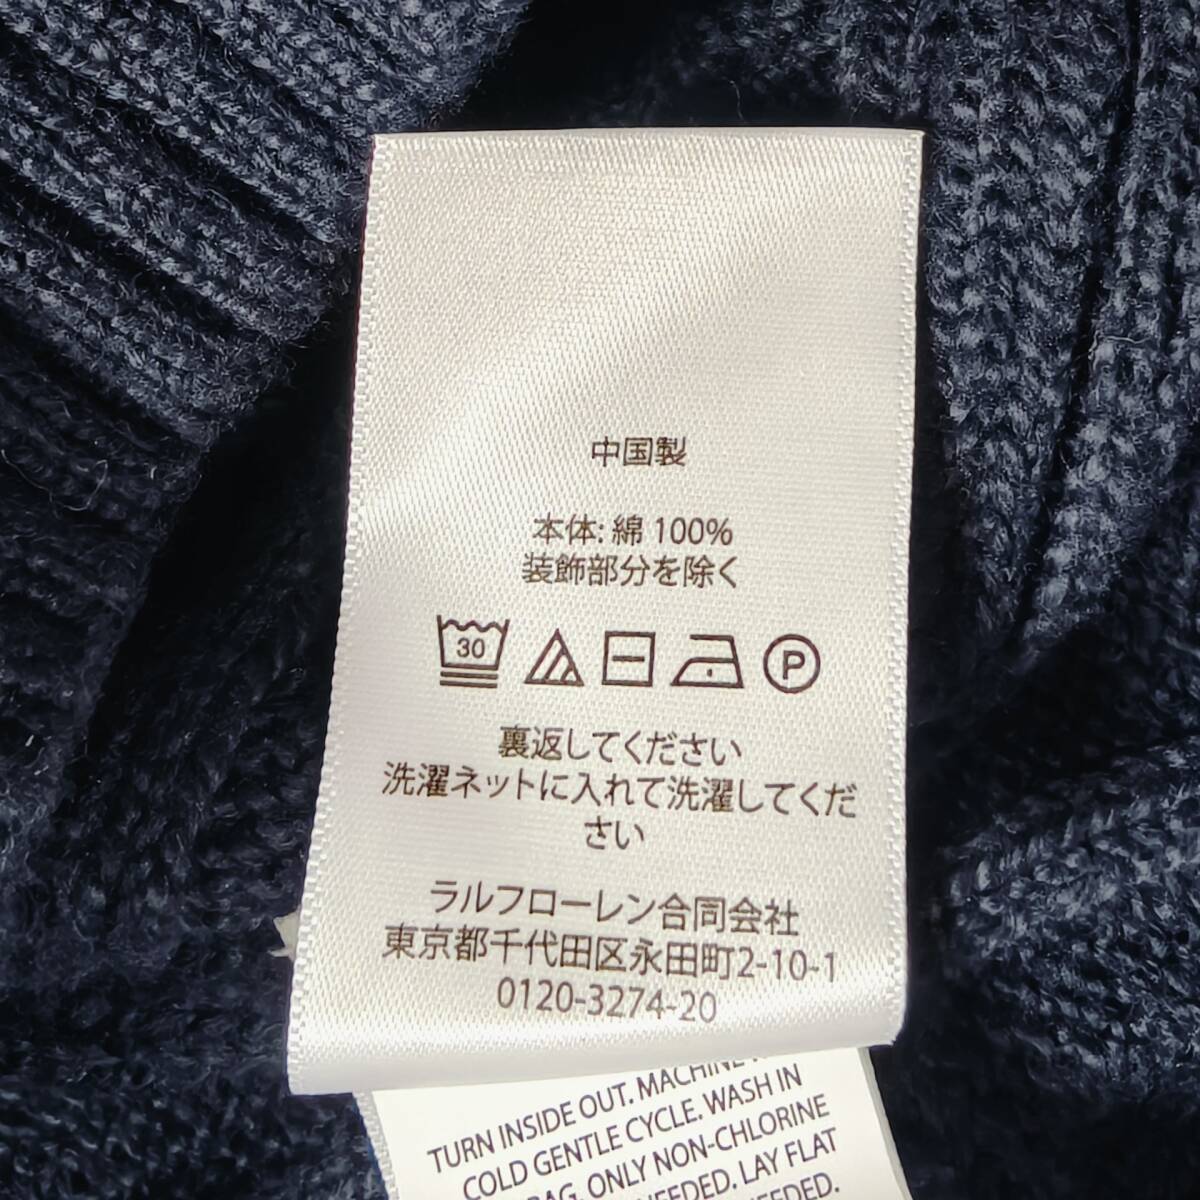 中国製
本体: 綿 100%
装飾部分を除く
30 P
裏返してください
洗濯ネットに入れて洗濯してくだ
さい
ラルフローレン合同会社
東京都千代田区永田町2-10-1
0120-3274-20
TURN INSIDE OUT. MACHINE
COLD GENTLE CYCLE. WASH IN
BAG. ONLY NON-CHLORINE
NEEDED. LAY FLAT
NEEDED.